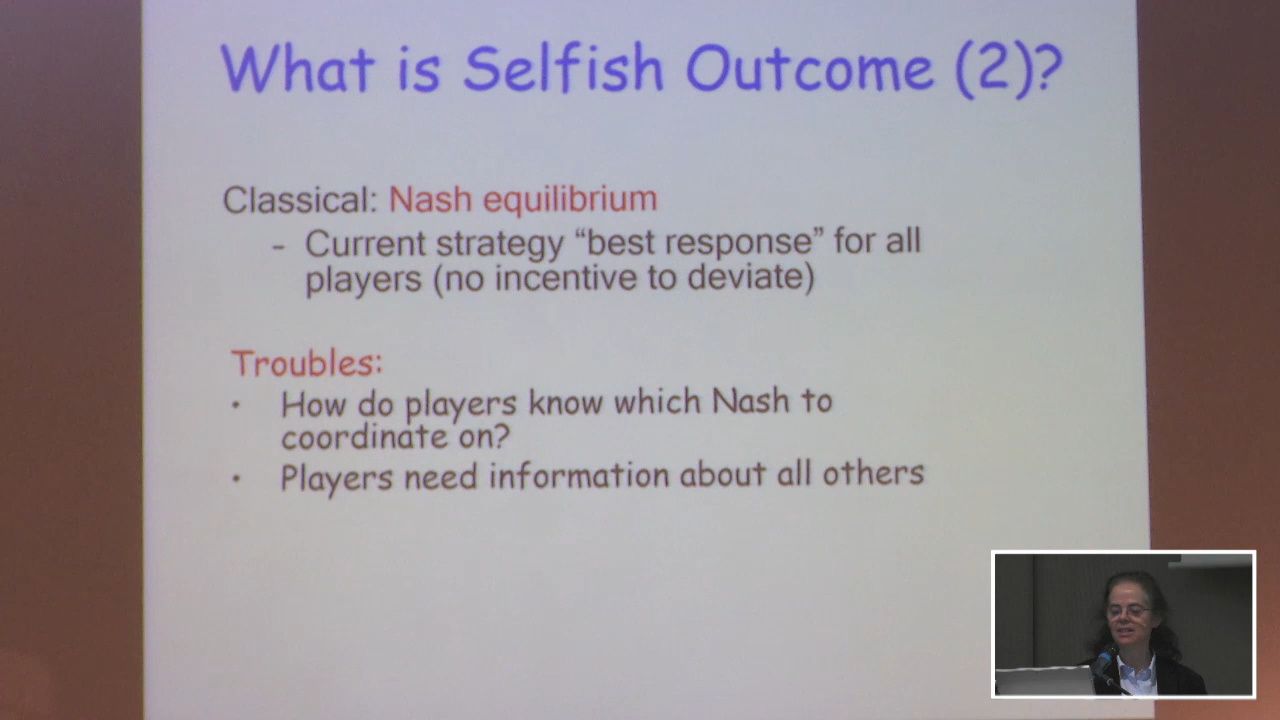 What is Selfish Outcome (2)?
Classical: Nash equilibrium
- Current strategy “best response” for all
players (no incentive to deviate)
Troubles:
• How do players know which Nash to
coordinate on?
• Players need information about all others